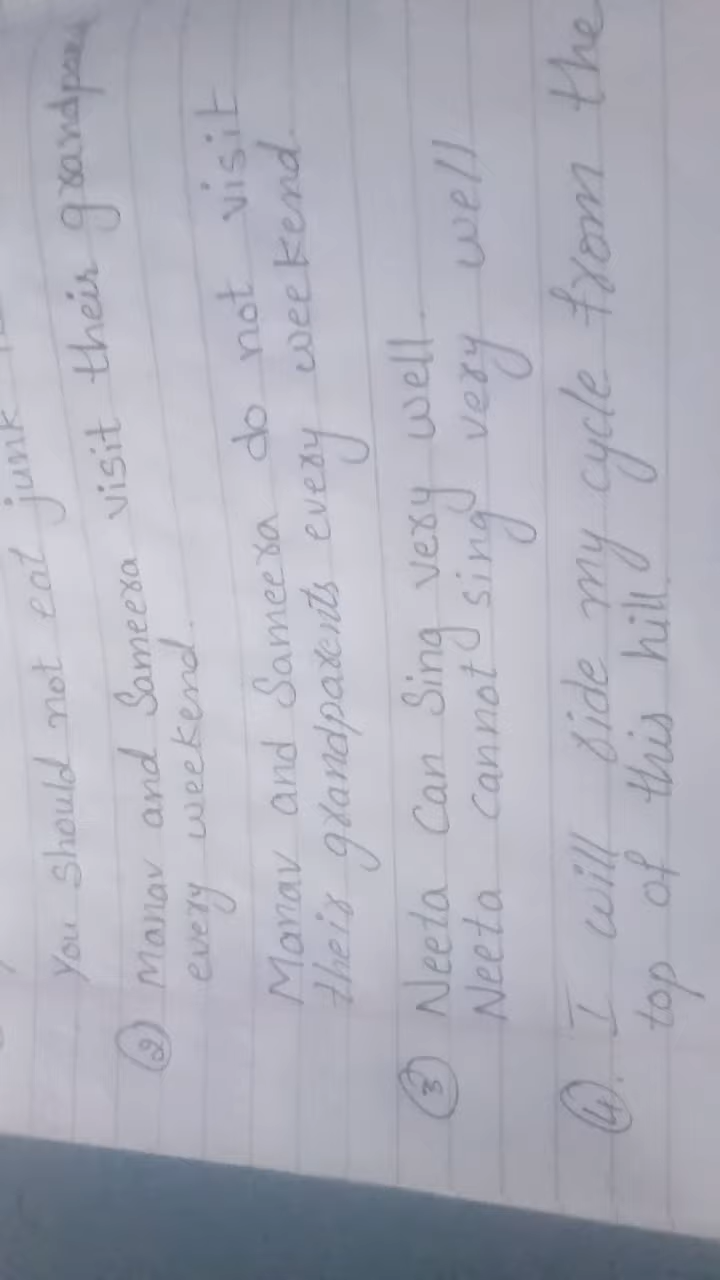 You should not eat junk
② Manav and Sameera visit their grandparen
every weekend.
Manav and Sameera do not visit
their grandparents every weekend.
③ Neeta Can Sing very well.
Neeta cannot sing very well
④. I will ride my cycle from the
top of this hill.